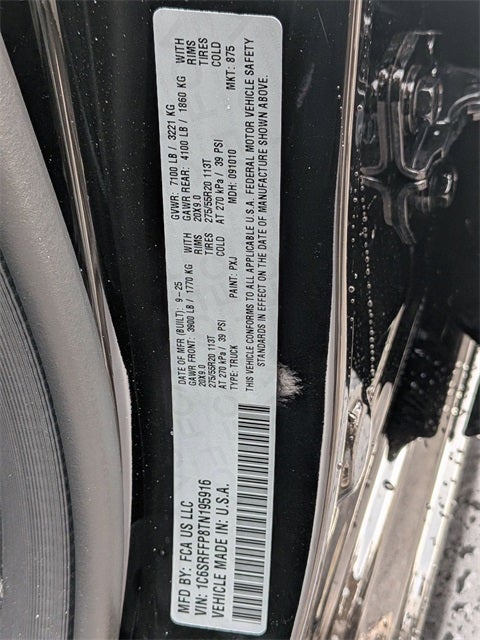 MFD BY: FCA US LLC
VIN: 1C6SRFFP8TN195916
VEHICLE MADE IN: U.S.A.
DATE OF MFR (BUILT): 9-25
GAWR FRONT: 3900 LB / 1770 KG WITH
20X9.0 RIMS
275/55R20 113T TIRES
AT 270 kPa / 39 PSI COLD
TYPE: TRUCK PAINT: PXJ
GVWR: 7100 LB / 3221 KG
GAWR REAR: 4100 LB / 1860 KG WITH
20X9.0 RIMS
275/55R20 113T TIRES
AT 270 kPa / 39 PSI COLD
MDH: 091010 MKT: 875
THIS VEHICLE CONFORMS TO ALL APPLICABLE U.S.A. FEDERAL MOTOR VEHICLE SAFETY
STANDARDS IN EFFECT ON THE DATE OF MANUFACTURE SHOWN ABOVE.